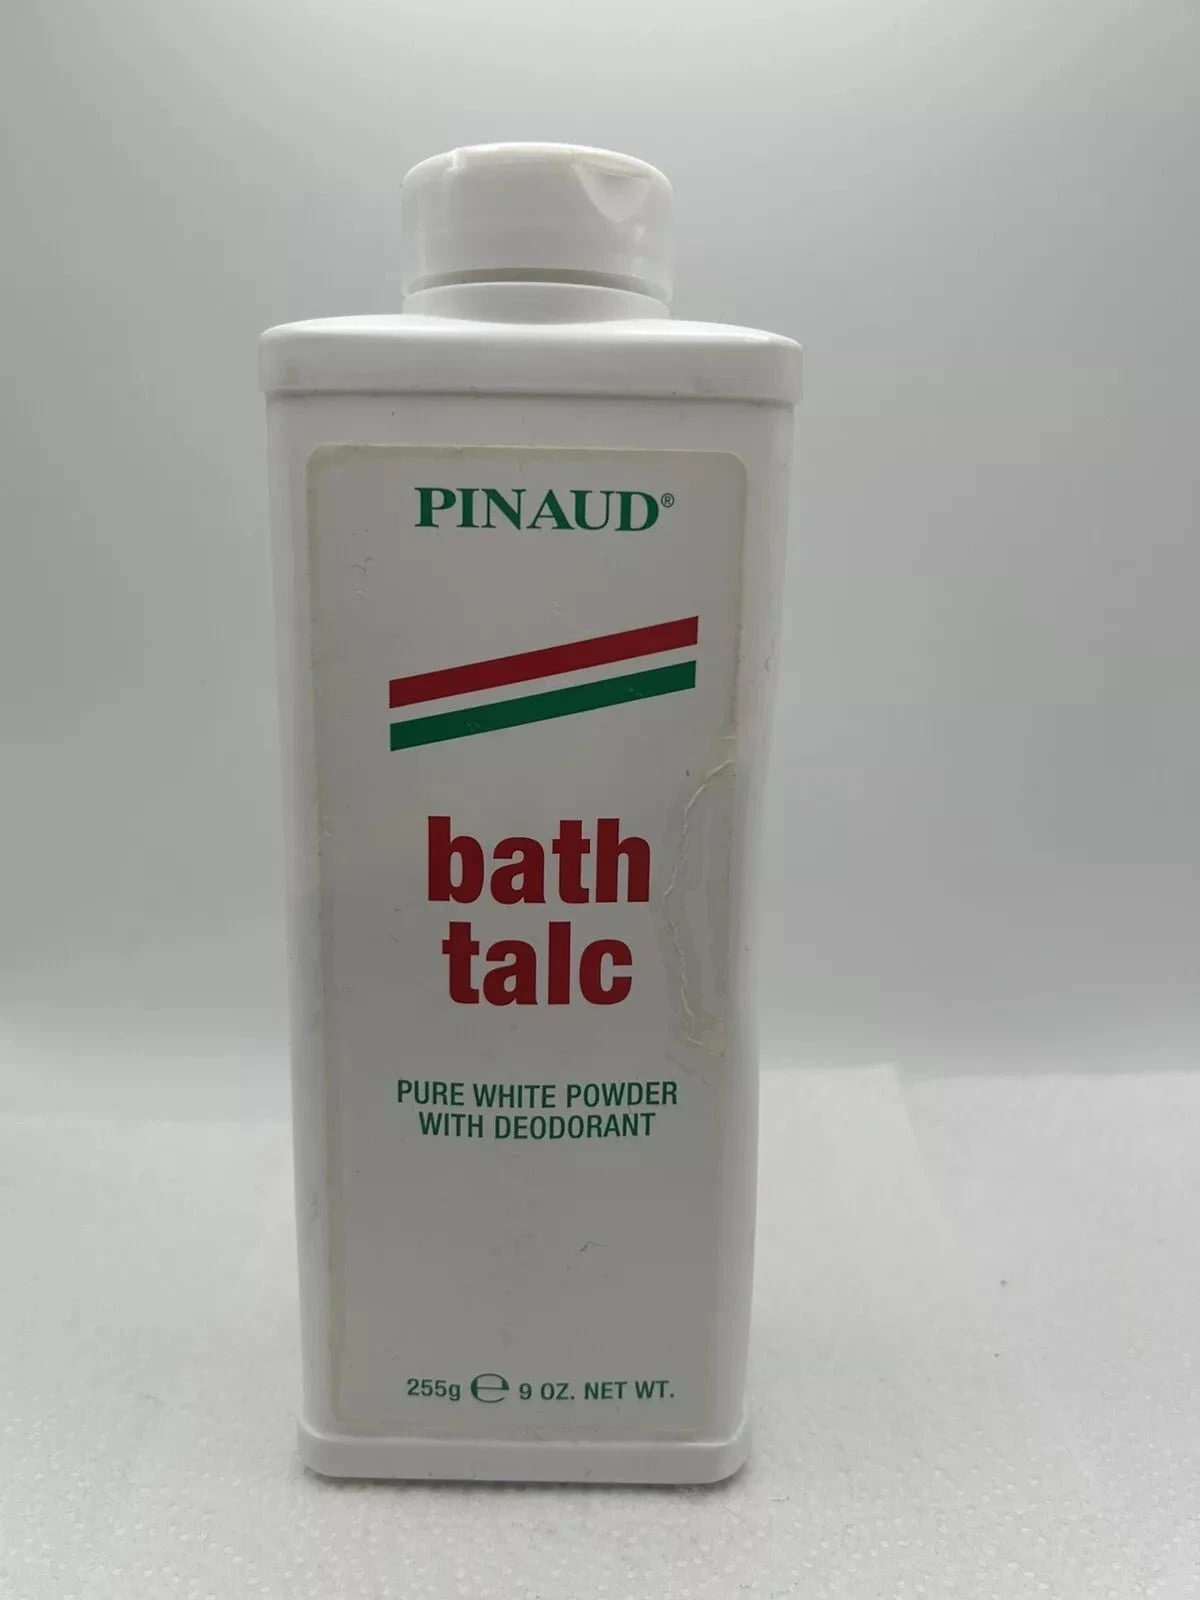 PINAUD®
bath
talc
PURE WHITE POWDER
WITH DEODORANT
255g ℮ 9 OZ. NET WT.